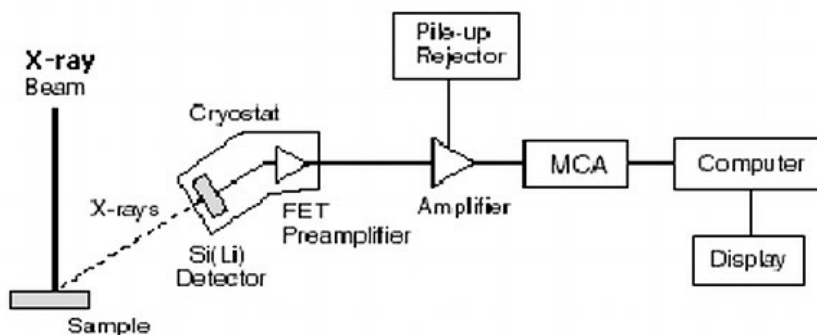 X-ray
Beam
Cryostat
Pile-up
Rejector
X-rays
Si(Li)
Detector
FET
Preamplifier
Amplifier
MCA
Computer
Display
Sample